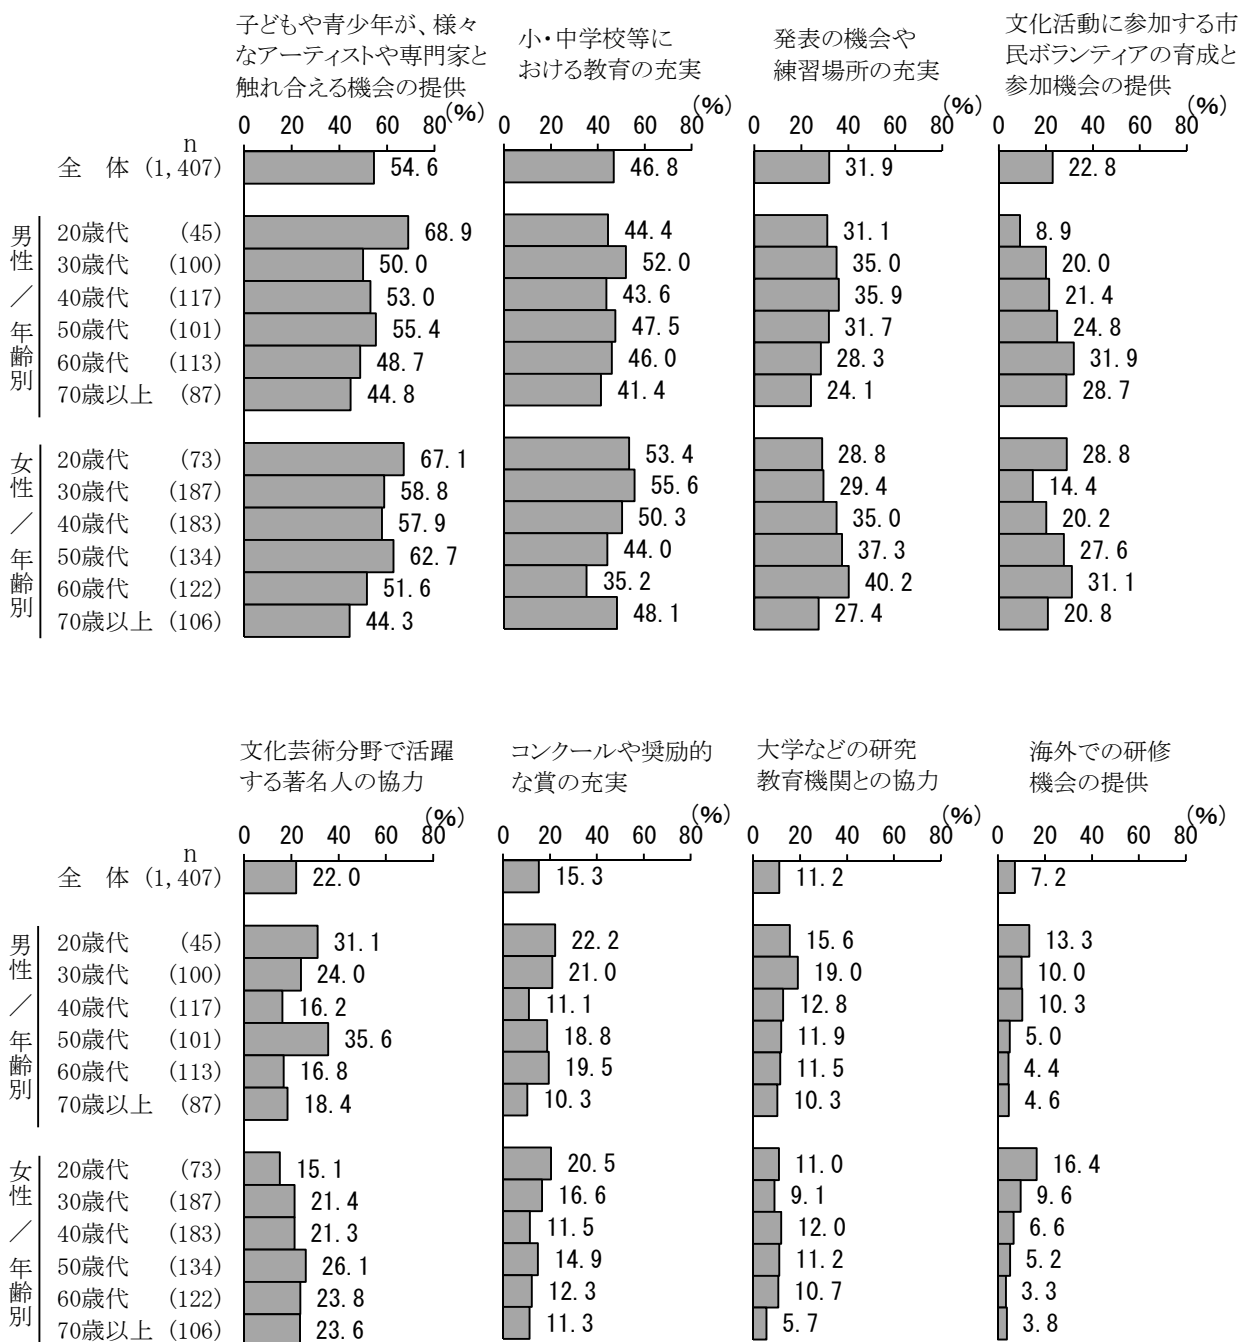 子どもや青少年が、様々
なアーティストや専門家と
触れ合える機会の提供
小・中学校等に
おける教育の充実
発表の機会や
練習場所の充実
文化活動に参加する市
民ボランティアの育成と
参加機会の提供
(%) (%) (%) (%)
0 20 40 60 80 0 20 40 60 80 0 20 40 60 80 0 20 40 60 80
n
全 体 (1,407) 54.6 46.8 31.9 22.8
男性／年齢別
20歳代 (45) 68.9 44.4 31.1 8.9
30歳代 (100) 50.0 52.0 35.0 20.0
40歳代 (117) 53.0 43.6 35.9 21.4
50歳代 (101) 55.4 47.5 31.7 24.8
60歳代 (113) 48.7 46.0 28.3 31.9
70歳以上 (87) 44.8 41.4 24.1 28.7
女性／年齢別
20歳代 (73) 67.1 53.4 28.8 28.8
30歳代 (187) 58.8 55.6 29.4 14.4
40歳代 (183) 57.9 50.3 35.0 20.2
50歳代 (134) 62.7 44.0 37.3 27.6
60歳代 (122) 51.6 35.2 40.2 31.1
70歳以上 (106) 44.3 48.1 27.4 20.8
文化芸術分野で活躍
する著名人の協力
コンクールや奨励的
な賞の充実
大学などの研究
教育機関との協力
海外での研修
機会の提供
(%) (%) (%) (%)
0 20 40 60 80 0 20 40 60 80 0 20 40 60 80 0 20 40 60 80
n
全 体 (1,407) 22.0 15.3 11.2 7.2
男性／年齢別
20歳代 (45) 31.1 22.2 15.6 13.3
30歳代 (100) 24.0 21.0 19.0 10.0
40歳代 (117) 16.2 11.1 12.8 10.3
50歳代 (101) 35.6 18.8 11.9 5.0
60歳代 (113) 16.8 19.5 11.5 4.4
70歳以上 (87) 18.4 10.3 10.3 4.6
女性／年齢別
20歳代 (73) 15.1 20.5 11.0 16.4
30歳代 (187) 21.4 16.6 9.1 9.6
40歳代 (183) 21.3 11.5 12.0 6.6
50歳代 (134) 26.1 14.9 11.2 5.2
60歳代 (122) 23.8 12.3 10.7 3.3
70歳以上 (106) 23.6 11.3 5.7 3.8